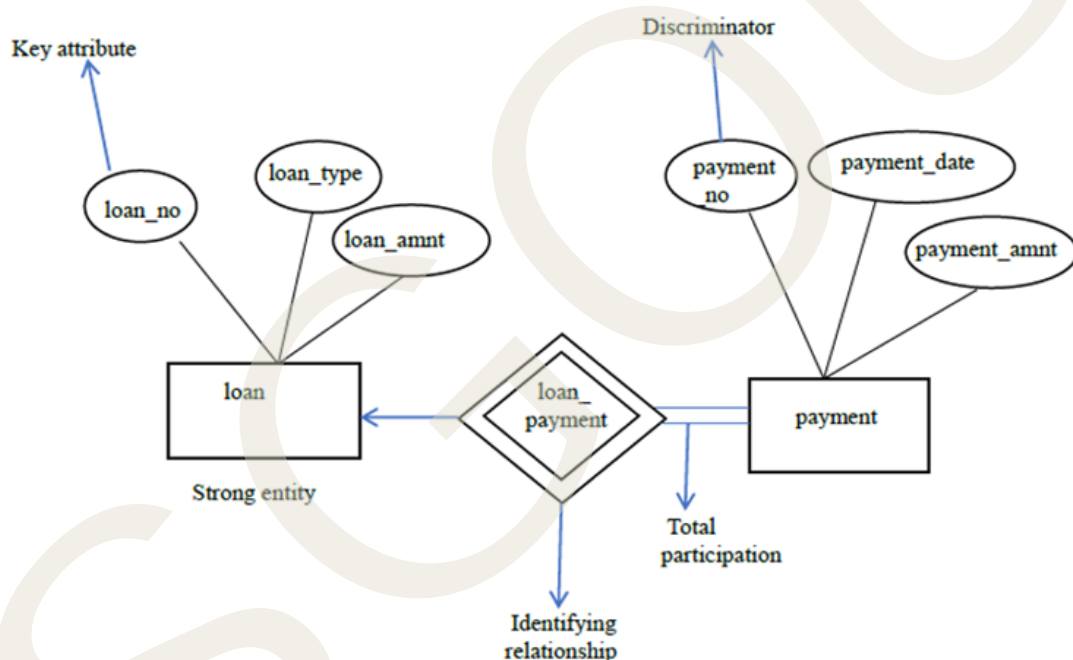 Discriminator
Key attribute
loan_type
payment
_no
payment_date
loan_no
loan_amnt
payment_amnt
loan
loan_
payment
payment
Strong entity
Total
participation
Identifying
relationship